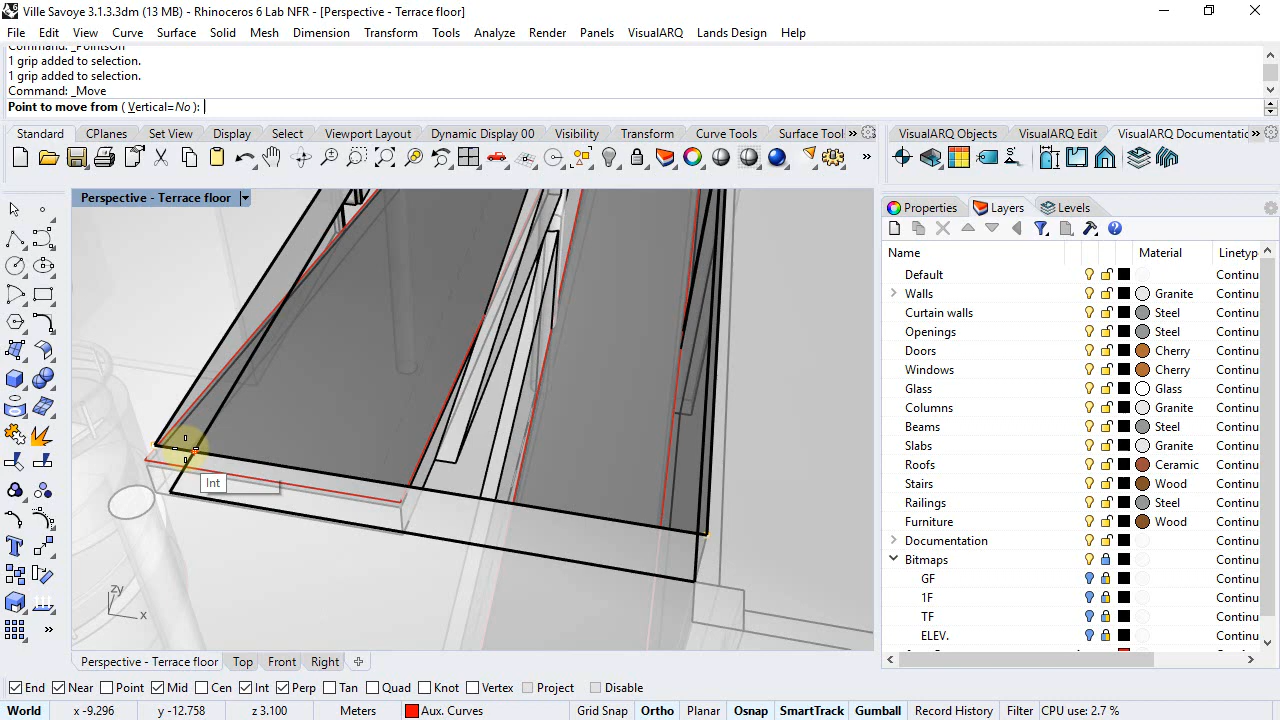 Ville Savoye 3.1.3.3dm (13 MB) - Rhinoceros 6 Lab NFR - [Perspective - Terrace floor]
File Edit View Curve Surface Solid Mesh Dimension Transform Tools Analyze Render Panels VisualARQ Lands Design Help
Command: _PointsOn
1 grip added to selection.
1 grip added to selection.
Command: _Move
Point to move from ( Vertical=No ):
Standard CPlanes Set View Display Select Viewport Layout Dynamic Display 00 Visibility Transform Curve Tools Surface Tool »
VisualARQ Objects VisualARQ Edit VisualARQ Documentatio »
Perspective - Terrace floor
Properties Layers Levels
Name Material Linetyp
Default Continu
Walls Granite Continu
Curtain walls Steel Continu
Openings Steel Continu
Doors Cherry Continu
Windows Cherry Continu
Glass Glass Continu
Columns Granite Continu
Beams Steel Continu
Slabs Granite Continu
Roofs Ceramic Continu
Stairs Wood Continu
Railings Steel Continu
Furniture Wood Continu
Documentation Continu
Bitmaps Continu
GF Continu
1F Continu
TF Continu
ELEV. Continu
Int
zy
x
Perspective - Terrace floor Top Front Right
End Near Point Mid Cen Int Perp Tan Quad Knot Vertex Project Disable
World x -9.296 y -12.758 z 3.100 Meters Aux. Curves Grid Snap Ortho Planar Osnap SmartTrack Gumball Record History Filter CPU use: 2.7 %